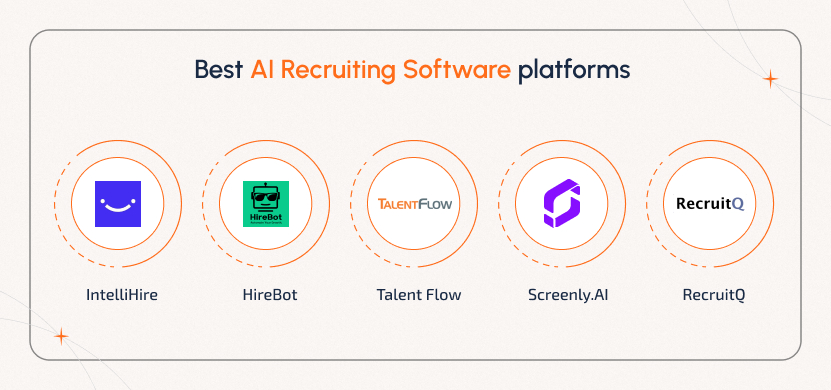 Best AI Recruiting Software platforms
HireBot
TALENTFLOW
RecruitQ
IntelliHire
HireBot
Talent Flow
Screenly.AI
RecruitQ